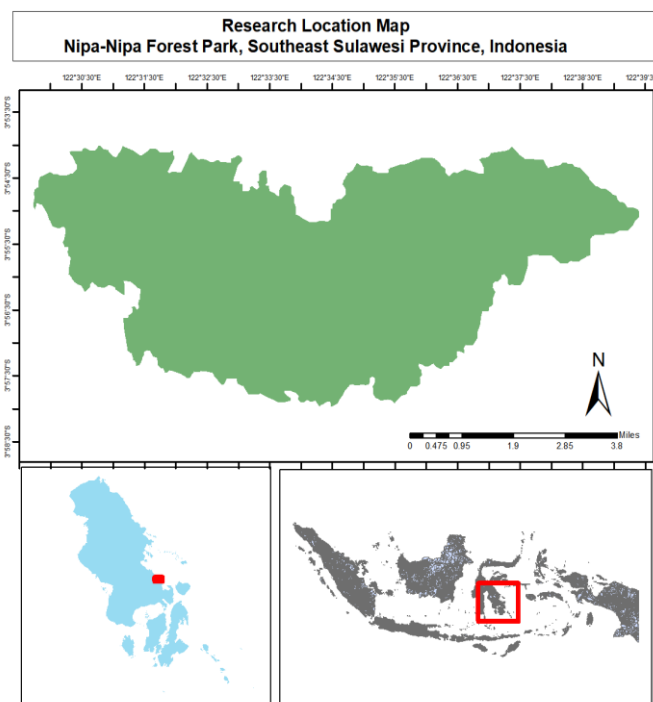 Research Location Map
Nipa-Nipa Forest Park, Southeast Sulawesi Province, Indonesia
122°30'30"E 122°31'30"E 122°32'30"E 122°33'30"E 122°34'30"E 122°35'30"E 122°36'30"E 122°37'30"E 122°38'30"E 122°39'3
3°53'30"S
3°54'30"S
3°55'30"S
3°56'30"S
3°57'30"S
3°58'30"S
N
Miles
0 0.475 0.95 1.9 2.85 3.8